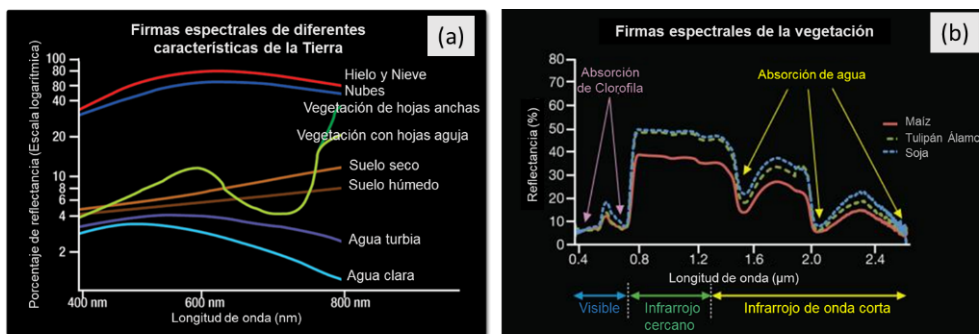 Firmas espectrales de diferentes
características de la Tierra
(a)
Porcentaje de reflectancia (Escala logarítmica)
100
80
60
40
20
10
8
6
4
2
Hielo y Nieve
Nubes
Vegetación de hojas anchas
Vegetación con hojas aguja
Suelo seco
Suelo húmedo
Agua turbia
Agua clara
400 nm
600 nm
800 nm
Longitud de onda (nm)
Firmas espectrales de la vegetación
(b)
Reflectancia (%)
80
70
60
50
40
30
20
10
0
Absorción
de Clorofila
Absorción de agua
Maíz
Tulipán Álamo
Soja
0.4
0.8
1.2
1.6
2.0
2.4
Longitud de onda (μm)
Visible
Infrarrojo
cercano
Infrarrojo de onda corta